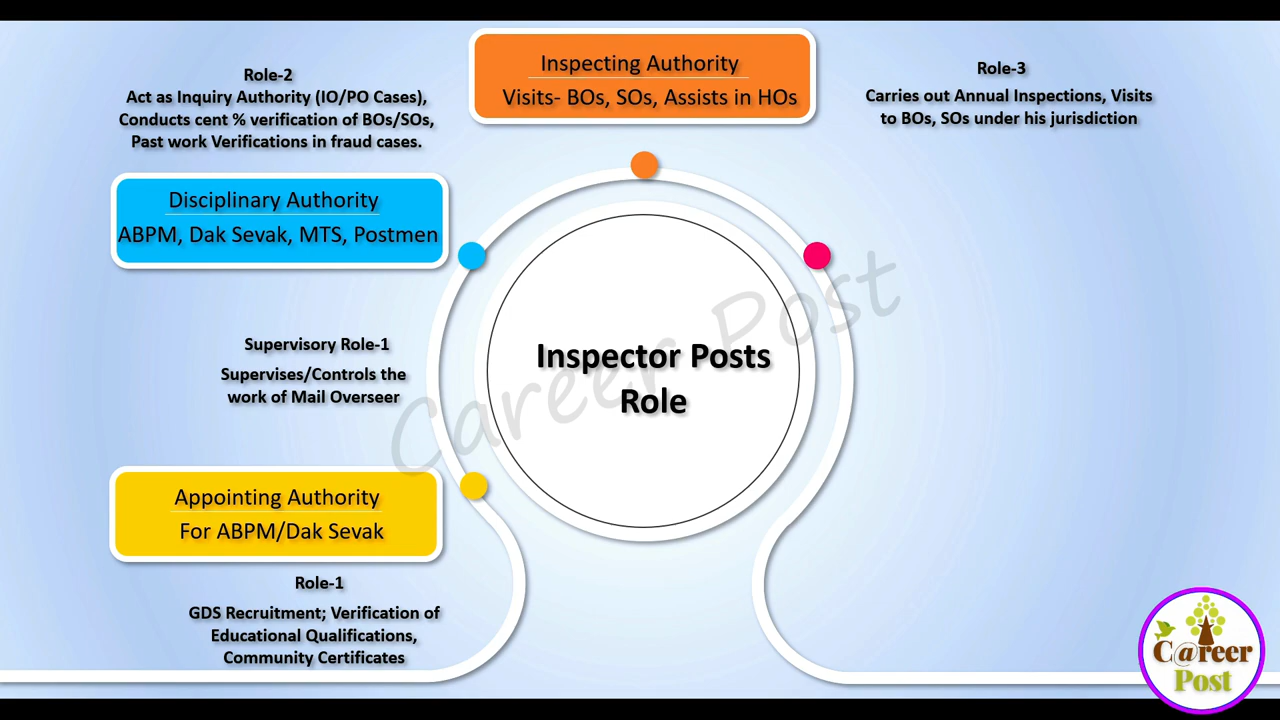 Inspecting Authority
Visits- BOs, SOs, Assists in HOs
Role-2
Act as Inquiry Authority (IO/PO Cases),
Conducts cent % verification of BOs/SOs,
Past work Verifications in fraud cases.
Role-3
Carries out Annual Inspections, Visits
to BOs, SOs under his jurisdiction
Disciplinary Authority
ABPM, Dak Sevak, MTS, Postmen
Supervisory Role-1
Supervises/Controls the
work of Mail Overseer
Inspector Posts
Role
Career Post
Appointing Authority
For ABPM/Dak Sevak
Role-1
GDS Recruitment; Verification of
Educational Qualifications,
Community Certificates
C@reer
Post